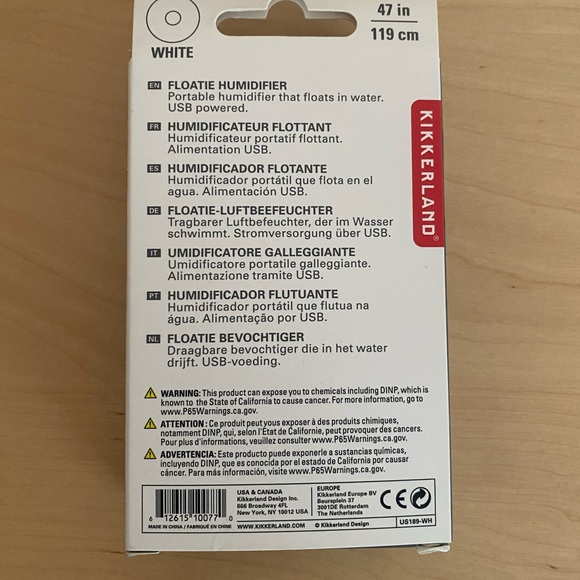 WHITE
47 in
119 cm
KIKKERLAND®
EN FLOATIE HUMIDIFIER
Portable humidifier that floats in water.
USB powered.
FR HUMIDIFICATEUR FLOTTANT
Humidificateur portatif flottant.
Alimentation USB.
ES HUMIDIFICADOR FLOTANTE
Humidificador portátil que flota en el
agua. Alimentación USB.
DE FLOATIE-LUFTBEEFEUCHTER
Tragbarer Luftbefeuchter, der im Wasser
schwimmt. Stromversorgung über USB.
IT UMIDIFICATORE GALLEGGIANTE
Umidificatore portatile galleggiante.
Alimentazione tramite USB.
PT HUMIDIFICADOR FLUTUANTE
Humidificador portátil que flutua na
água. Alimentação por USB.
NL FLOATIE BEVOCHTIGER
Draagbare bevochtiger die in het water
drijft. USB-voeding.
WARNING: This product can expose you to chemicals including DINP, which is
known to the State of California to cause cancer. For more information, go to
www.P65Warnings.ca.gov.
ATTENTION : Ce produit peut vous exposer à des produits chimiques,
notamment DINP, qui, selon l'État de Californie, peut provoquer des cancers.
Pour plus d'informations, veuillez consulter www.P65Warnings.ca.gov.
ADVERTENCIA: Este producto puede exponerle a sustancias químicas,
incluyendo DINP, que es conocida por el estado de California por causar
cáncer. Para más información, visite www.P65Warnings.ca.gov.
6 12615 10077 0
MADE IN CHINA / FABRIQUÉ EN CHINE
USA & CANADA
Kikkerland Design Inc.
666 Broadway 4FL
New York, NY 10012 USA
WWW.KIKKERLAND.COM
EUROPE
Kikkerland Europe BV
Beursplein 37
3001DE Rotterdam
The Netherlands
© Kikkerland Design
CE
US189-WH